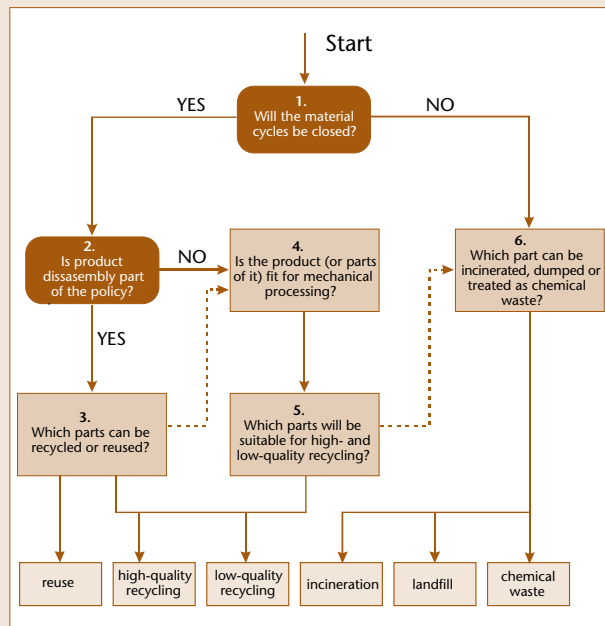 Start
YES
NO
1.
Will the material
cycles be closed?
2.
Is product
dissasembly part
of the policy?
NO
4.
Is the product (or parts
of it) fit for mechanical
processing?
6.
Which part can be
incinerated, dumped or
treated as chemical
waste?
YES
3.
Which parts can be
recycled or reused?
5.
Which parts will be
suitable for high- and
low-quality recycling?
reuse
high-quality
recycling
low-quality
recycling
incineration
landfill
chemical
waste